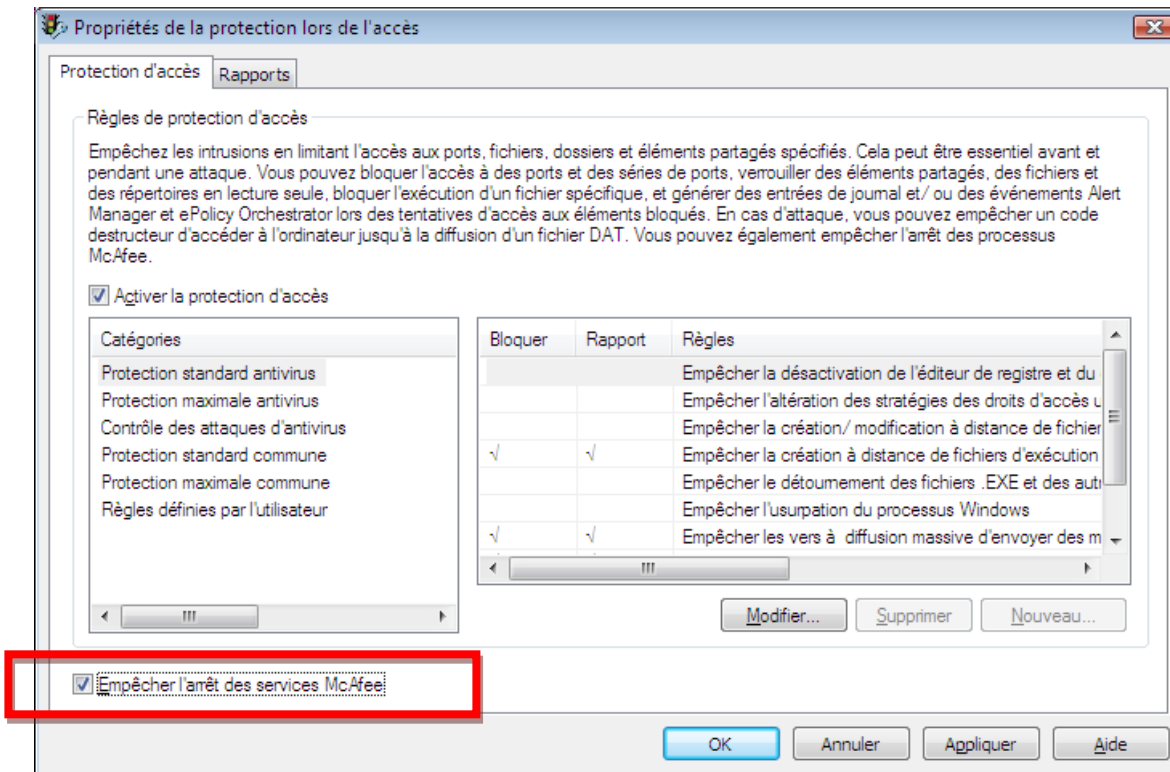 Propriétés de la protection lors de l'accès
Protection d'accès Rapports
Règles de protection d'accès
Empêchez les intrusions en limitant l'accès aux ports, fichiers, dossiers et éléments partagés spécifiés. Cela peut être essentiel avant et
pendant une attaque. Vous pouvez bloquer l'accès à des ports et des séries de ports, verrouiller des éléments partagés, des fichiers et
des répertoires en lecture seule, bloquer l'exécution d'un fichier spécifique, et générer des entrées de journal et/ ou des événements Alert
Manager et ePolicy Orchestrator lors des tentatives d'accès aux éléments bloqués. En cas d'attaque, vous pouvez empêcher un code
destructeur d'accéder à l'ordinateur jusqu'à la diffusion d'un fichier DAT. Vous pouvez également empêcher l'arrêt des processus
McAfee.
Activer la protection d'accès
Catégories
Protection standard antivirus
Protection maximale antivirus
Contrôle des attaques d'antivirus
Protection standard commune
Protection maximale commune
Règles définies par l'utilisateur
Bloquer Rapport Règles
Empêcher la désactivation de l'éditeur de registre et du
Empêcher l'altération des stratégies des droits d'accès u
Empêcher la création/ modification à distance de fichier
√ √ Empêcher la création à distance de fichiers d'exécution
Empêcher le détournement des fichiers .EXE et des autr
Empêcher l'usurpation du processus Windows
√ √ Empêcher les vers à diffusion massive d'envoyer des m
Modifier... Supprimer Nouveau...
Empêcher l'arrêt des services McAfee
OK Annuler Appliquer Aide